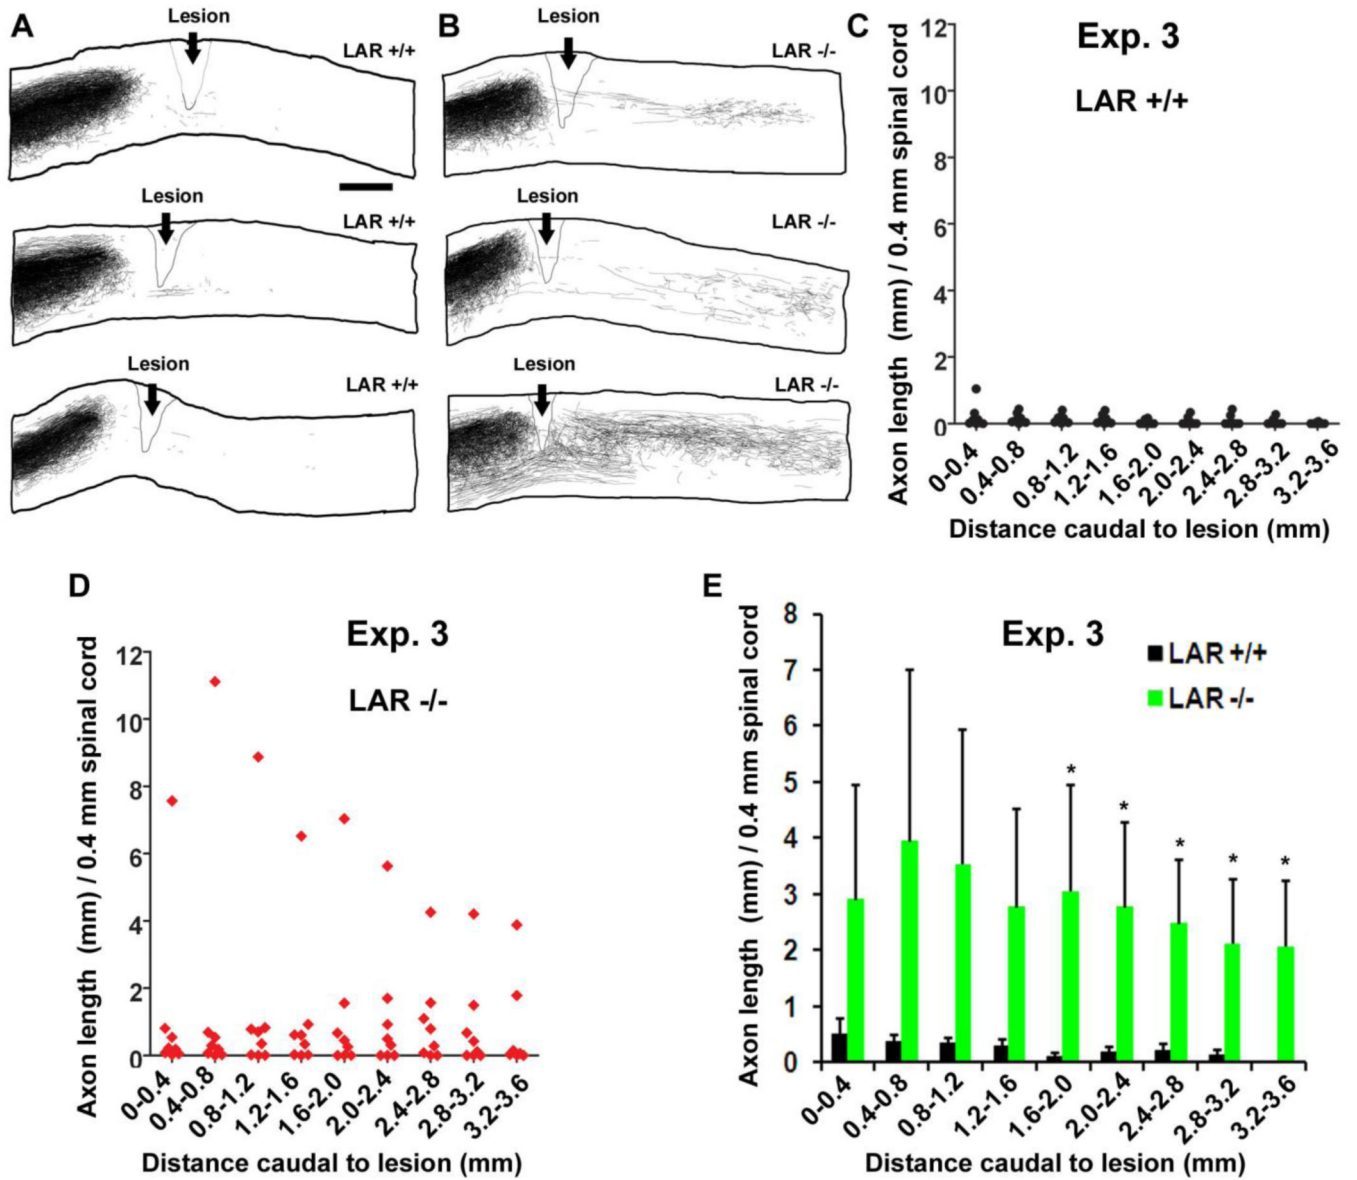 A
Lesion
LAR +/+
Lesion
LAR +/+
Lesion
LAR +/+
B
Lesion
LAR -/-
Lesion
LAR -/-
Lesion
LAR -/-
C
Exp. 3
LAR +/+
Axon length (mm) / 0.4 mm spinal cord
12
10
8
6
4
2
0
0-0.4
0.4-0.8
0.8-1.2
1.2-1.6
1.6-2.0
2.0-2.4
2.4-2.8
2.8-3.2
3.2-3.6
Distance caudal to lesion (mm)
D
Exp. 3
LAR -/-
Axon length (mm) / 0.4 mm spinal cord
12
10
8
6
4
2
0
0-0.4
0.4-0.8
0.8-1.2
1.2-1.6
1.6-2.0
2.0-2.4
2.4-2.8
2.8-3.2
3.2-3.6
Distance caudal to lesion (mm)
E
Exp. 3
LAR +/+
LAR -/-
Axon length (mm) / 0.4 mm spinal cord
8
7
6
5
4
3
2
1
0
* * * * *
0-0.4
0.4-0.8
0.8-1.2
1.2-1.6
1.6-2.0
2.0-2.4
2.4-2.8
2.8-3.2
3.2-3.6
Distance caudal to lesion (mm)